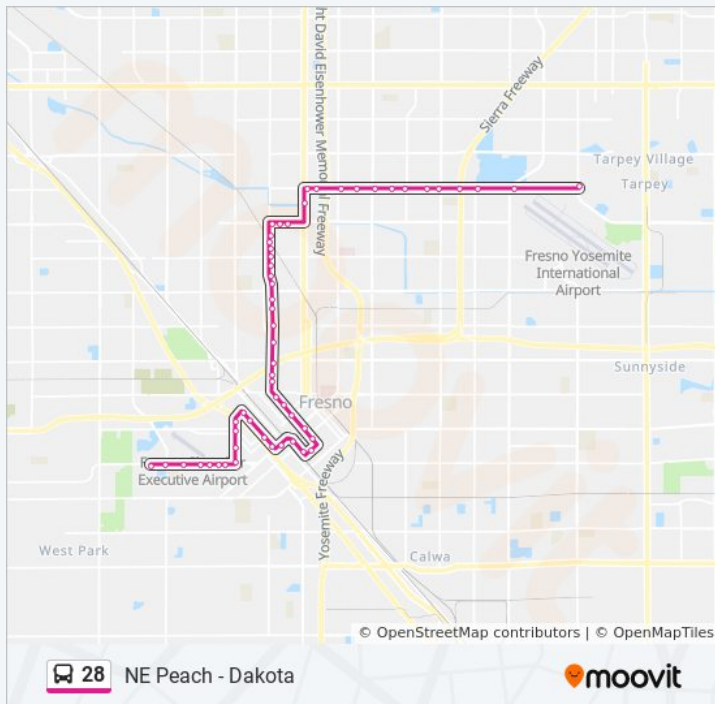 ht David Eisenhower Memorial Freeway
Sierra Freeway
Tarpey Village
Tarpey
Fresno Yosemite
International
Airport
Sunnyside
Fresno
Executive Airport
Yosemite Freeway
West Park
Calwa
© OpenStreetMap contributors | © OpenMapTiles
28 NE Peach - Dakota
moovit